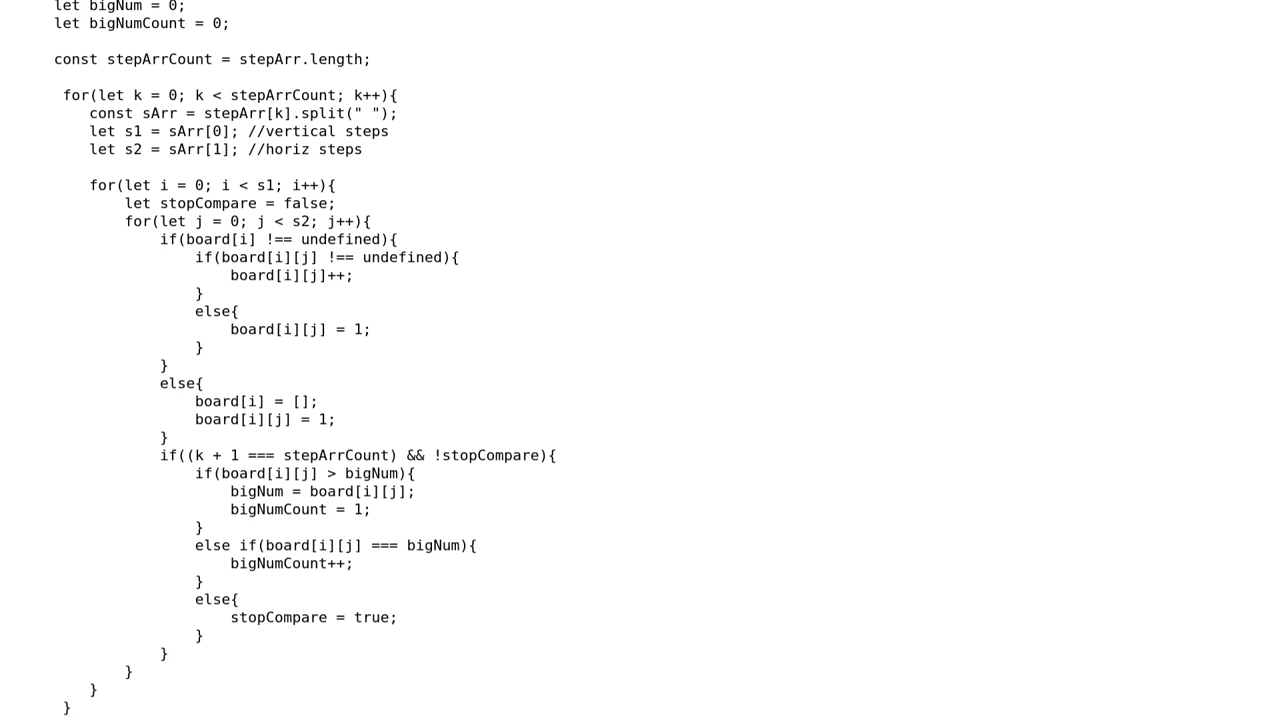 let bigNum = 0;
let bigNumCount = 0;

const stepArrCount = stepArr.length;

 for(let k = 0; k < stepArrCount; k++){
    const sArr = stepArr[k].split(" ");
    let s1 = sArr[0]; //vertical steps
    let s2 = sArr[1]; //horiz steps

    for(let i = 0; i < s1; i++){
        let stopCompare = false;
        for(let j = 0; j < s2; j++){
            if(board[i] !== undefined){
                if(board[i][j] !== undefined){
                    board[i][j]++;
                }
                else{
                    board[i][j] = 1;
                }
            }
            else{
                board[i] = [];
                board[i][j] = 1;
            }
            if((k + 1 === stepArrCount) && !stopCompare){
                if(board[i][j] > bigNum){
                    bigNum = board[i][j];
                    bigNumCount = 1;
                }
                else if(board[i][j] === bigNum){
                    bigNumCount++;
                }
                else{
                    stopCompare = true;
                }
            }
        }
    }
 }